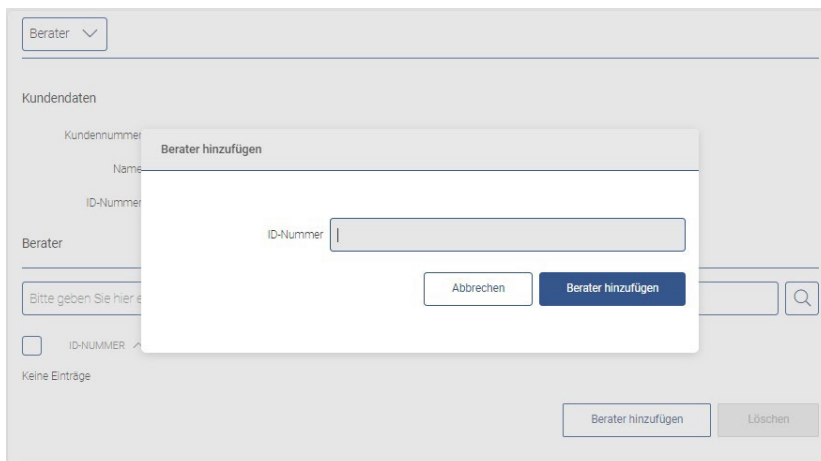 Berater
Kundendaten
Kundennummer
Berater hinzufügen
Name
ID-Nummer
ID-Nummer
Berater
Abbrechen
Berater hinzufügen
Bitte geben Sie hier e
ID-NUMMER
Keine Einträge
Berater hinzufügen
Löschen